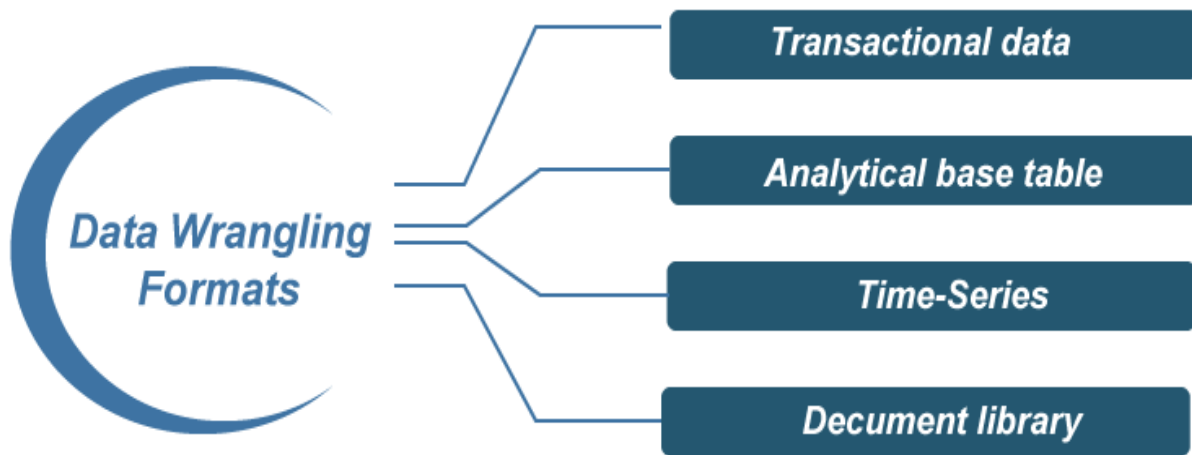 Data Wrangling
Formats
Transactional data
Analytical base table
Time-Series
Decument library